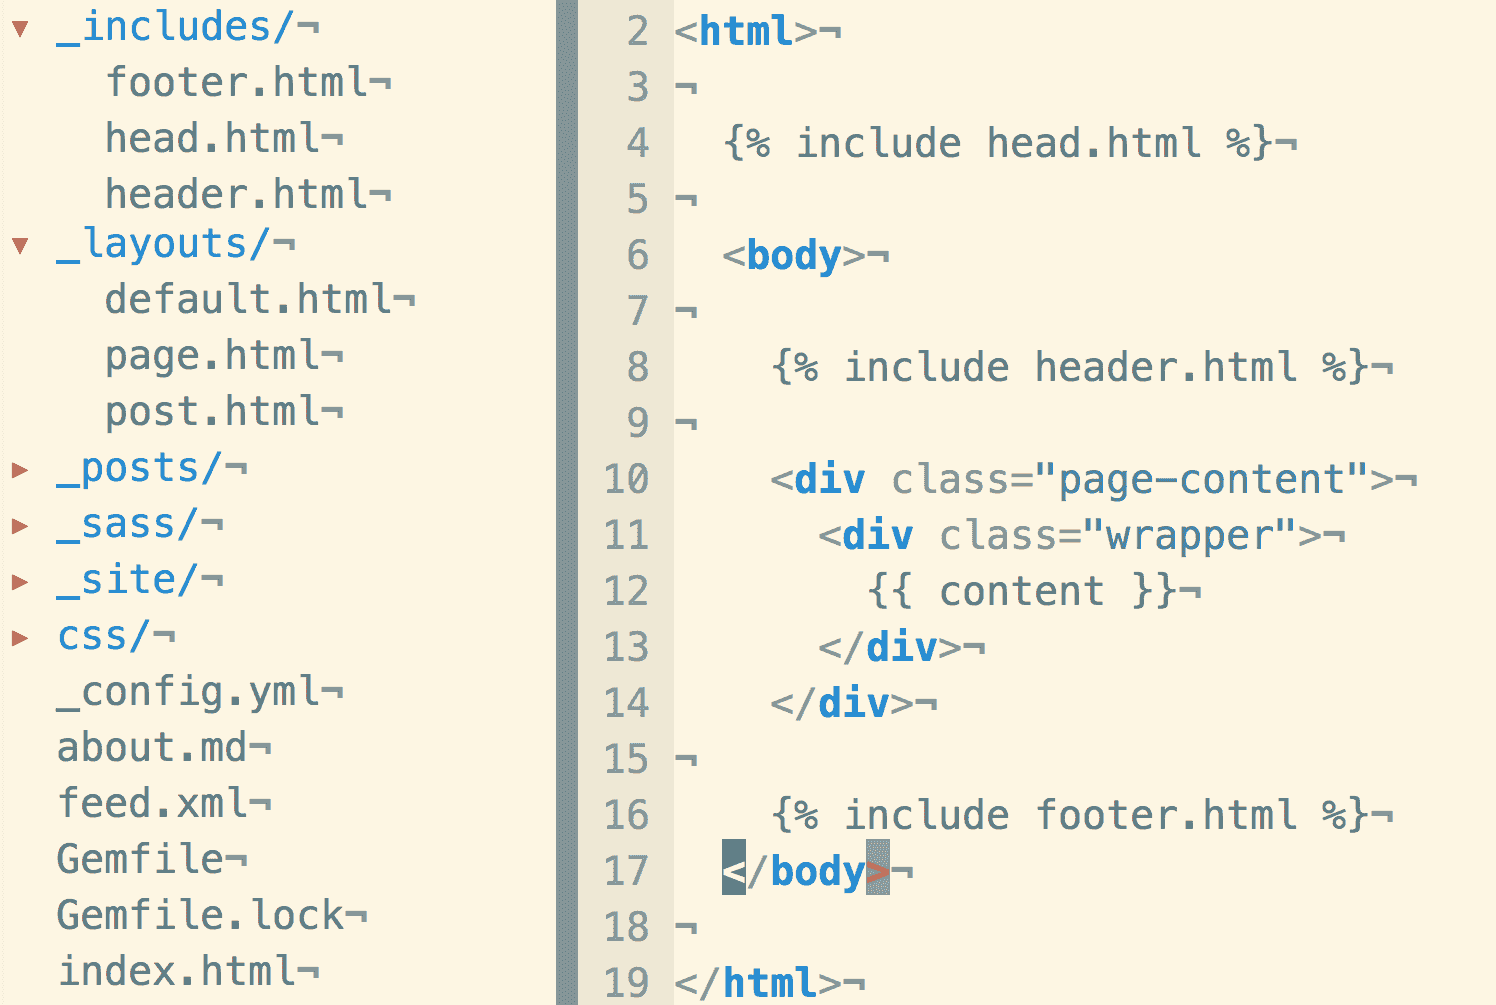 ▾ _includes/¬
footer.html¬
head.html¬
header.html¬
▾ _layouts/¬
default.html¬
page.html¬
post.html¬
▸ _posts/¬
▸ _sass/¬
▸ _site/¬
▸ css/¬
_config.yml¬
about.md¬
feed.xml¬
Gemfile¬
Gemfile.lock¬
index.html¬
2 <html>¬
3 ¬
4 {% include head.html %}¬
5 ¬
6 <body>¬
7 ¬
8 {% include header.html %}¬
9 ¬
10 <div class="page-content">¬
11 <div class="wrapper">¬
12 {{ content }}¬
13 </div>¬
14 </div>¬
15 ¬
16 {% include footer.html %}¬
17 </body>¬
18 ¬
19 </html>¬